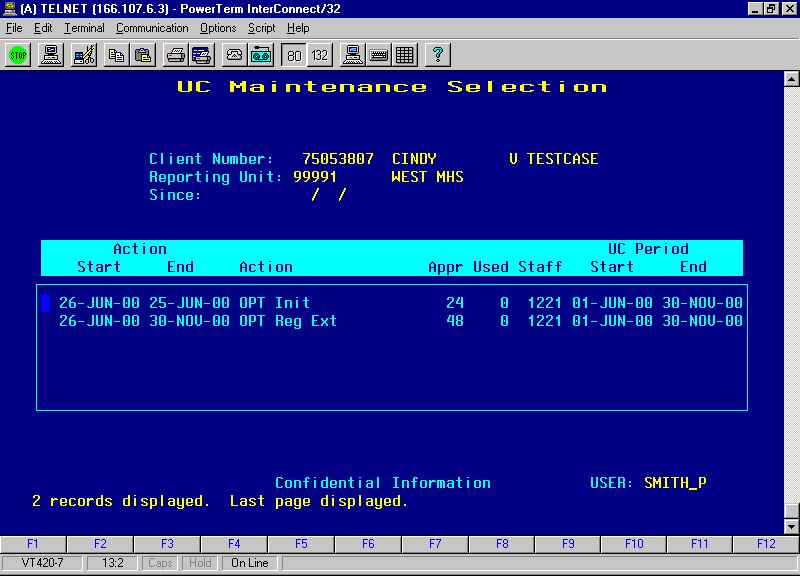 (A) TELNET (166.107.6.3) - PowerTerm InterConnect/32
File Edit Terminal Communication Options Script Help
STOP 80 132 ?
UC Maintenance Selection
Client Number: 75053807 CINDY V TESTCASE
Reporting Unit: 99991 WEST MHS
Since: / /
Action UC Period
Start End Action Appr Used Staff Start End
26-JUN-00 25-JUN-00 OPT Init 24 0 1221 01-JUN-00 30-NOV-00
26-JUN-00 30-NOV-00 OPT Reg Ext 48 0 1221 01-JUN-00 30-NOV-00
Confidential Information USER: SMITH_P
2 records displayed. Last page displayed.
F1 F2 F3 F4 F5 F6 F7 F8 F9 F10 F11 F12
VT420-7 13:2 Caps Hold On Line